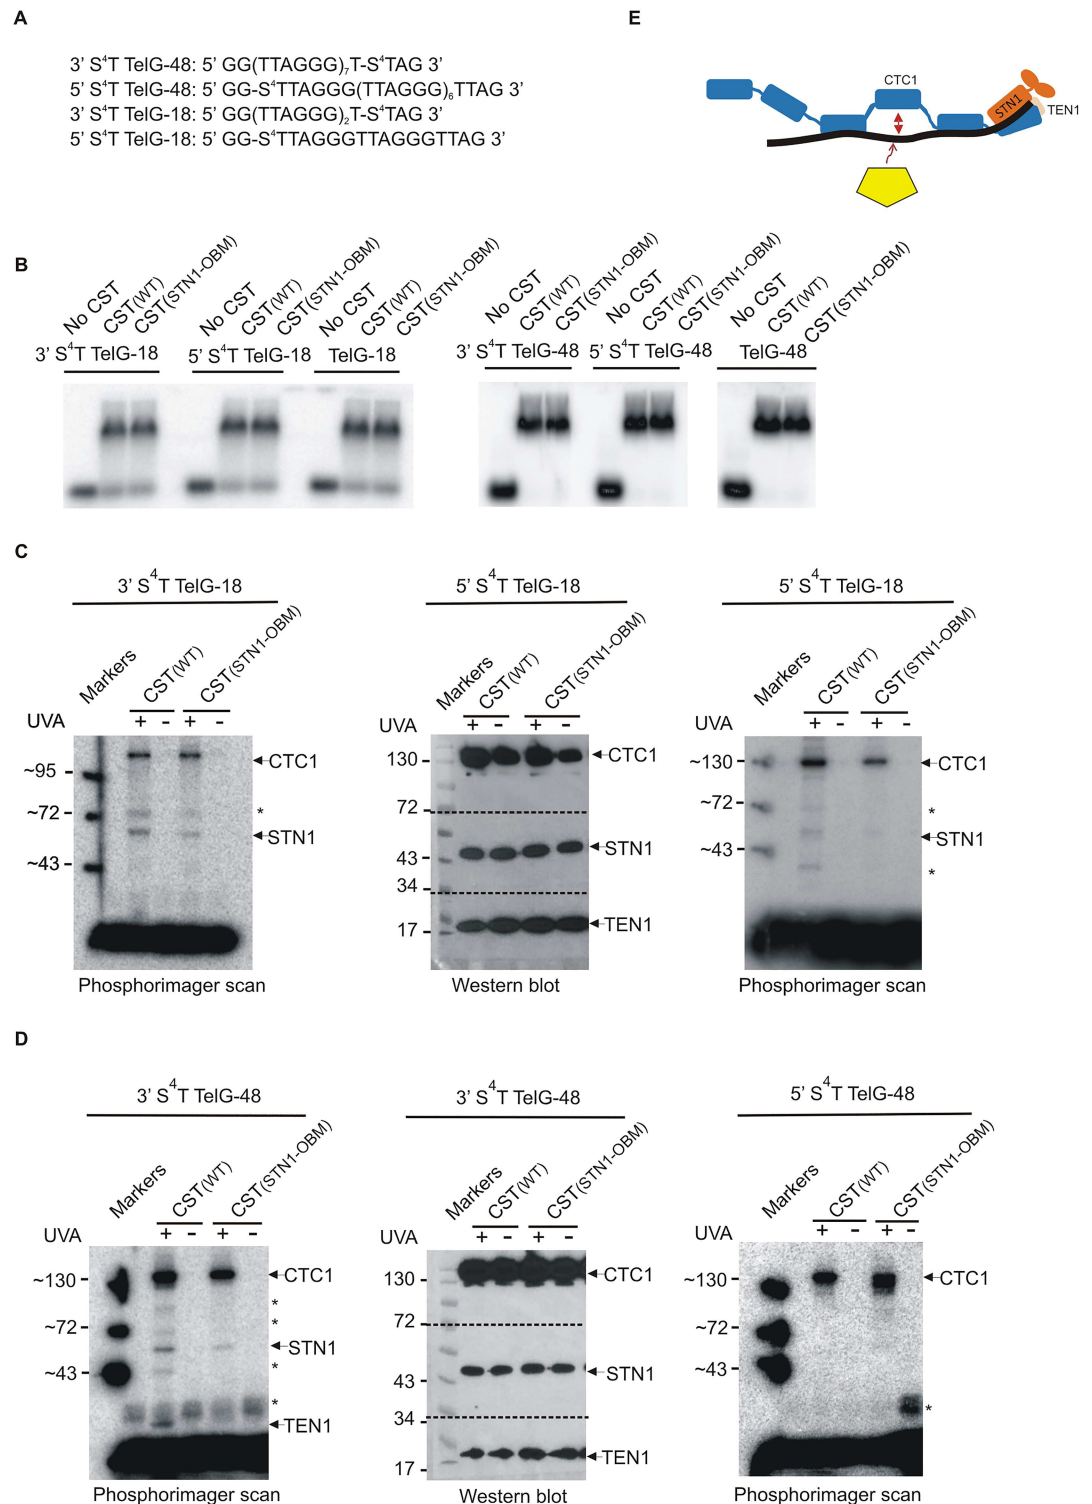 A
3' S⁴T TelG-48: 5' GG(TTAGGG)₇T-S⁴TAG 3'
5' S⁴T TelG-48: 5' GG-S⁴TTAGGG(TTAGGG)₆TTAG 3'
3' S⁴T TelG-18: 5' GG(TTAGGG)₂T-S⁴TAG 3'
5' S⁴T TelG-18: 5' GG-S⁴TTAGGGTTAGGGTTAG 3'
E
CTC1
STN1
TEN1
B
No CST CST(WT) CST(STN1-OBM) No CST CST(WT) CST(STN1-OBM) No CST CST(WT) CST(STN1-OBM) No CST CST(WT) CST(STN1-OBM) No CST CST(WT) CST(STN1-OBM) No CST CST(WT) CST(STN1-OBM)
3' S⁴T TelG-18 5' S⁴T TelG-18 TelG-18 3' S⁴T TelG-48 5' S⁴T TelG-48 TelG-48
C
3' S⁴T TelG-18
Markers CST(WT) CST(STN1-OBM)
UVA + - + -
CTC1
~95
~72 *
STN1
~43
Phosphorimager scan
5' S⁴T TelG-18
Markers CST(WT) CST(STN1-OBM)
UVA + - + -
130 CTC1
72
STN1
43
34
TEN1
17
Western blot
5' S⁴T TelG-18
Markers CST(WT) CST(STN1-OBM)
UVA + - + -
~130 CTC1
~72 *
STN1
~43
*
Phosphorimager scan
D
3' S⁴T TelG-48
Markers CST(WT) CST(STN1-OBM)
UVA + - + -
~130 CTC1
*
~72 *
STN1
~43 *
*
TEN1
Phosphorimager scan
3' S⁴T TelG-48
Markers CST(WT) CST(STN1-OBM)
UVA + - + -
130 CTC1
72
STN1
43
34
TEN1
17
Western blot
5' S⁴T TelG-48
Markers CST(WT) CST(STN1-OBM)
UVA + - + -
~130 CTC1
~72
~43
*
Phosphorimager scan